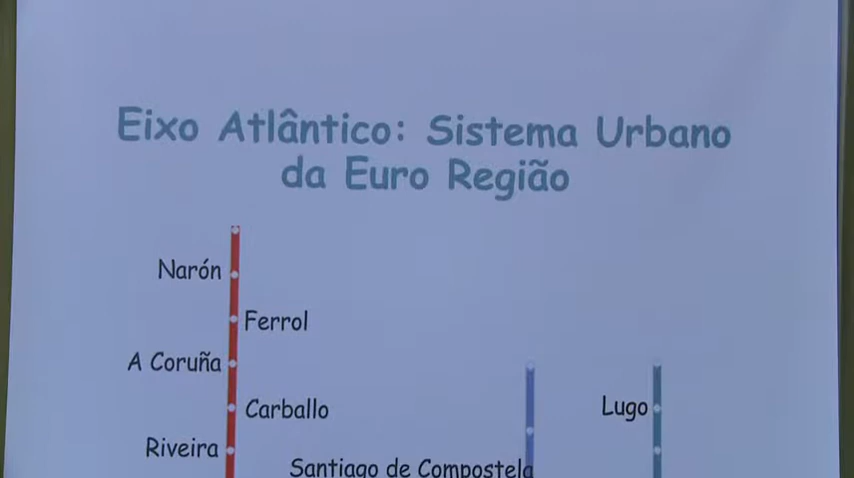 Eixo Atlântico: Sistema Urbano
da Euro Região
Narón
Ferrol
A Coruña
Carballo
Lugo
Riveira
Santiago de Compostela